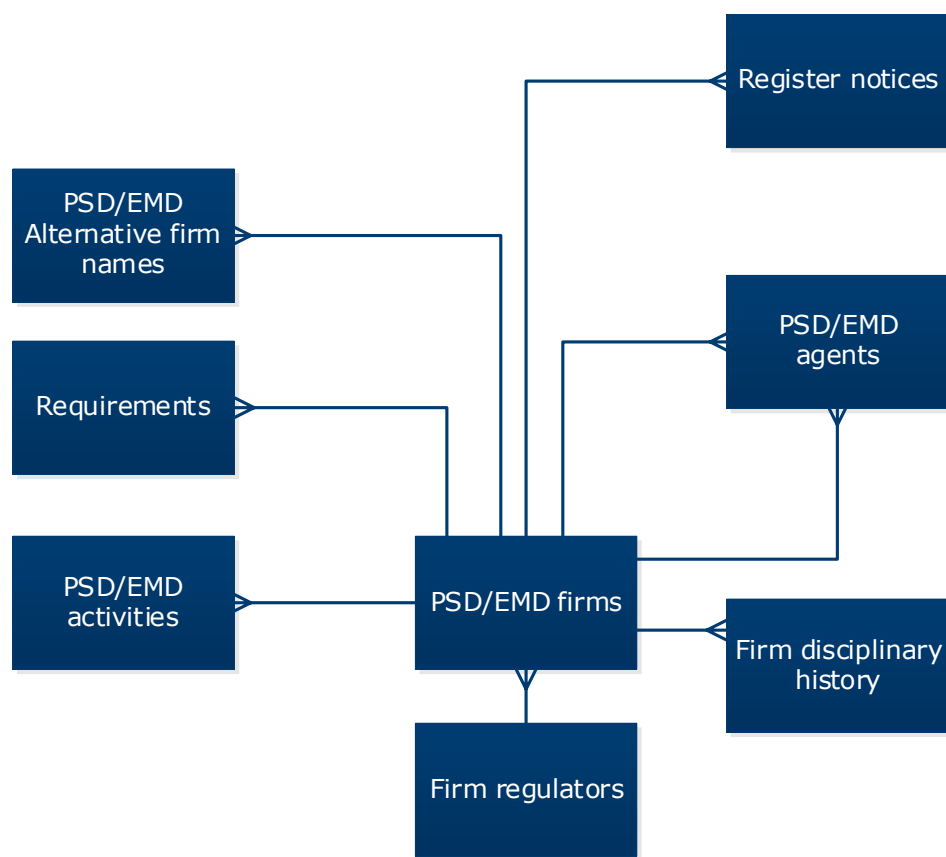 Register notices
PSD/EMD
Alternative firm
names
PSD/EMD
agents
Requirements
PSD/EMD
activities
PSD/EMD firms
Firm disciplinary
history
Firm regulators